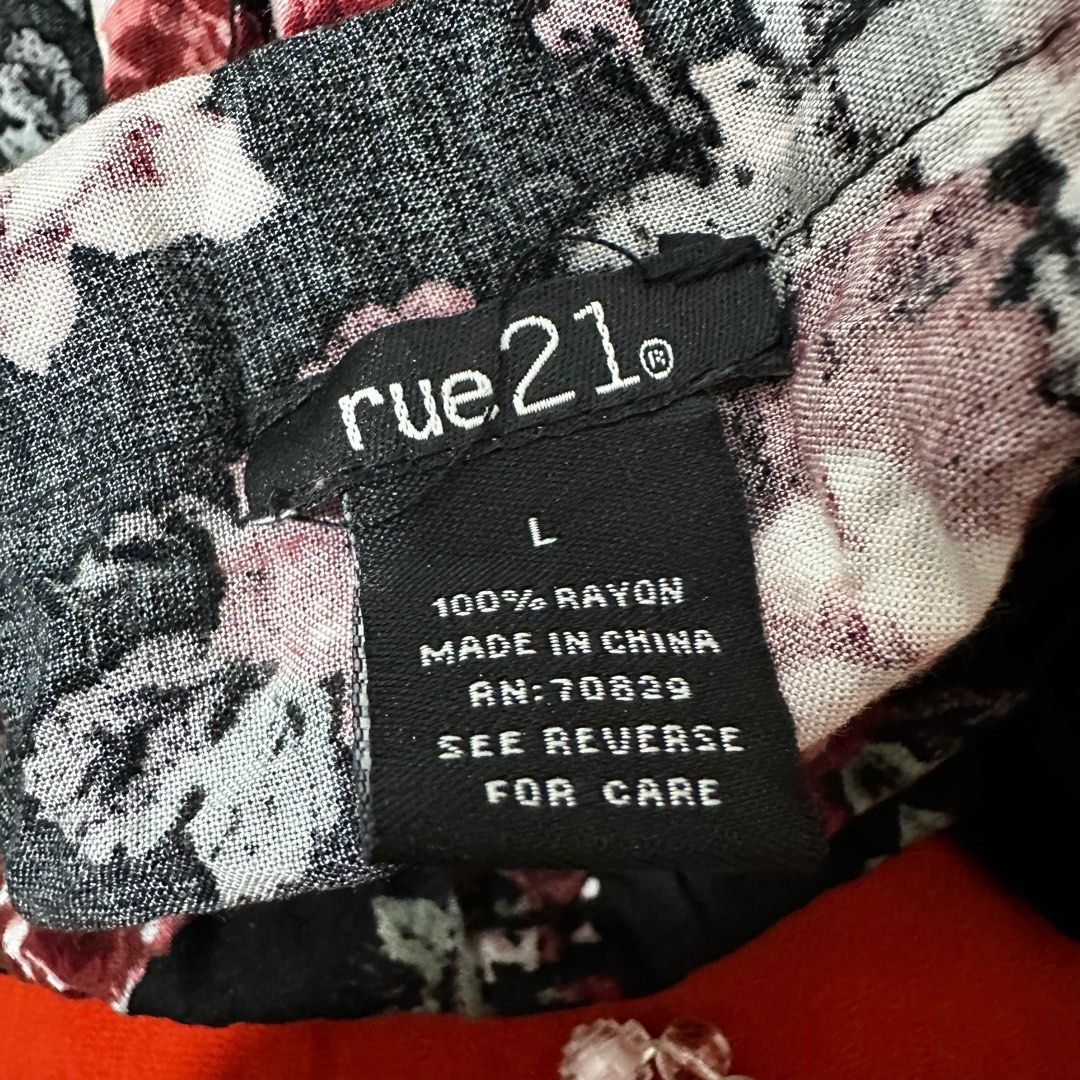 rue21®
L
100% RAYON
MADE IN CHINA
RN: 70829
SEE REVERSE
FOR CARE